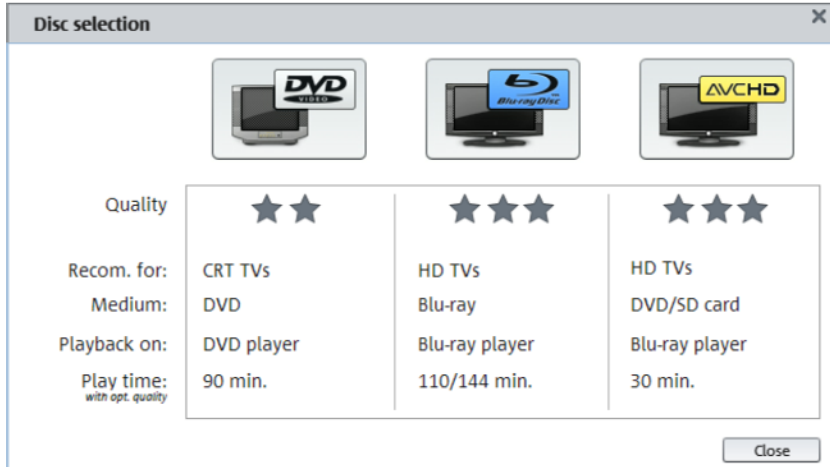 Disc selection
DVD
VIDEO
Blu-ray Disc
AVCHD
Quality
Recom. for: CRT TVs HD TVs HD TVs
Medium: DVD Blu-ray DVD/SD card
Playback on: DVD player Blu-ray player Blu-ray player
Play time: 90 min. 110/144 min. 30 min.
with opt. quality
Close